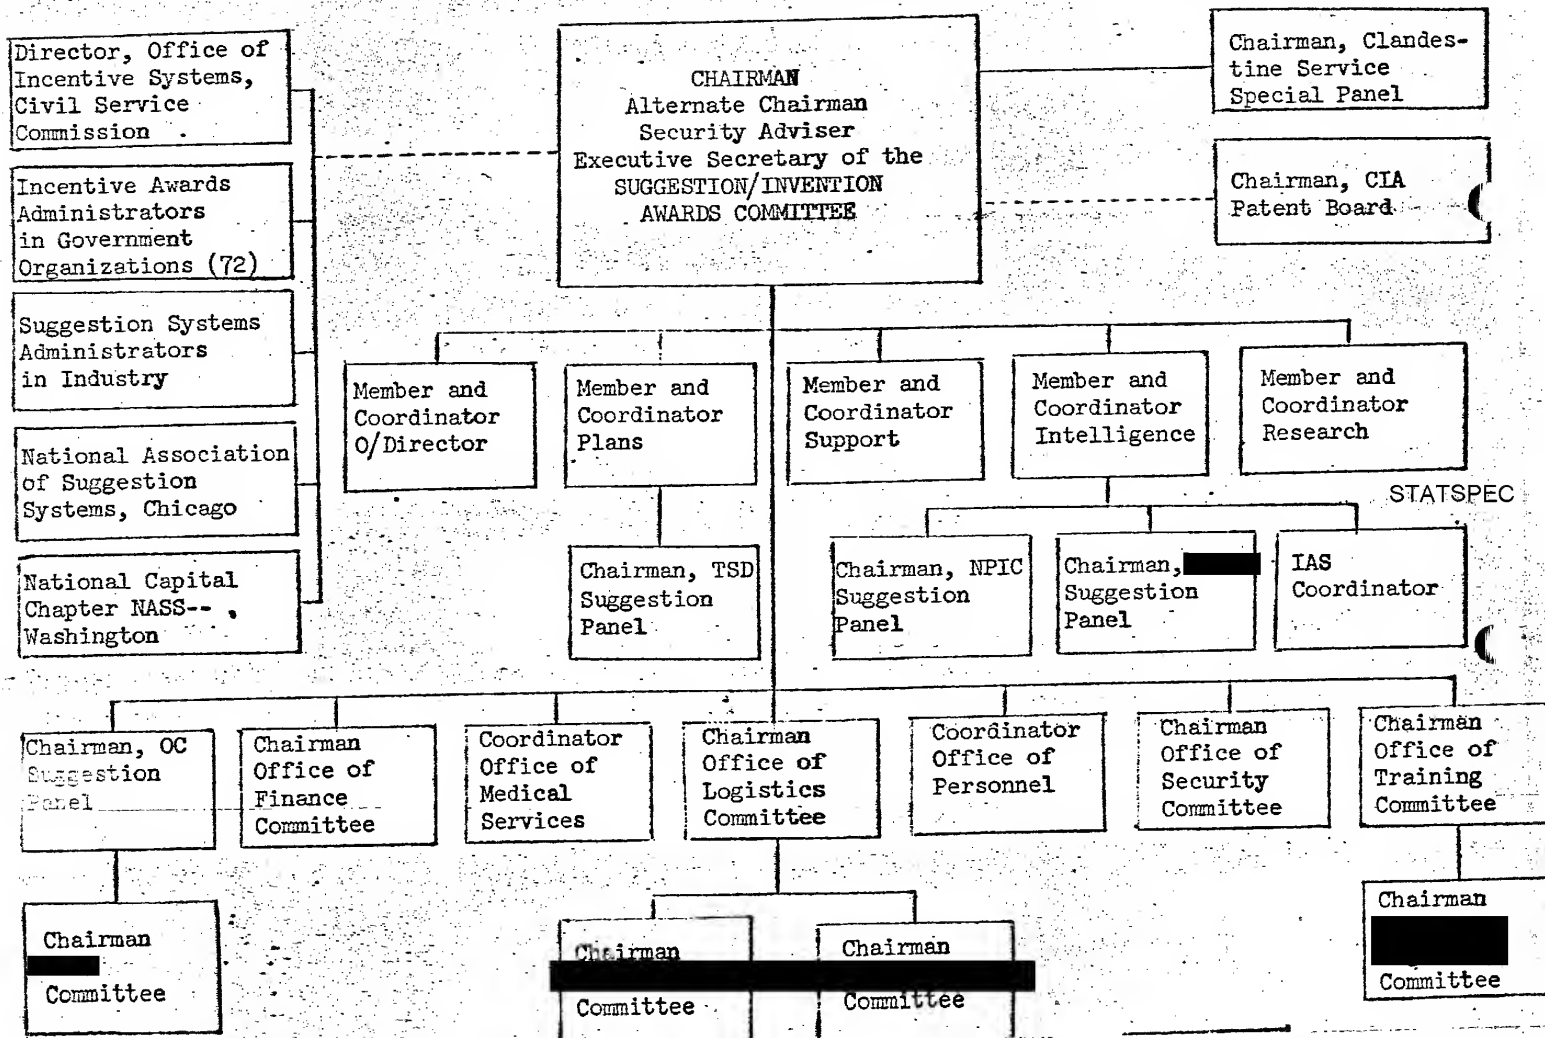 Director, Office of
Incentive Systems,
Civil Service
Commission
Incentive Awards
Administrators
in Government
Organizations (72)
Suggestion Systems
Administrators
in Industry
National Association
of Suggestion
Systems, Chicago
National Capital
Chapter NASS--,
Washington
CHAIRMAN
Alternate Chairman
Security Adviser
Executive Secretary of the
SUGGESTION/INVENTION
AWARDS COMMITTEE
Chairman, Clandes-
tine Service
Special Panel
Chairman, CIA
Patent Board
Member and
Coordinator
O/Director
Member and
Coordinator
Plans
Member and
Coordinator
Support
Member and
Coordinator
Intelligence
Member and
Coordinator
Research
STATSPEC
Chairman, TSD
Suggestion
Panel
Chairman, NPIC
Suggestion
Panel
Chairman,
Suggestion
Panel
IAS
Coordinator
Chairman, OC
Suggestion
Panel
Chairman
Office of
Finance
Committee
Coordinator
Office of
Medical
Services
Chairman
Office of
Logistics
Committee
Coordinator
Office of
Personnel
Chairman
Office of
Security
Committee
Chairman
Office of
Training
Committee
Chairman
Committee
Chairman
Committee
Chairman
Committee
Chairman
Committee